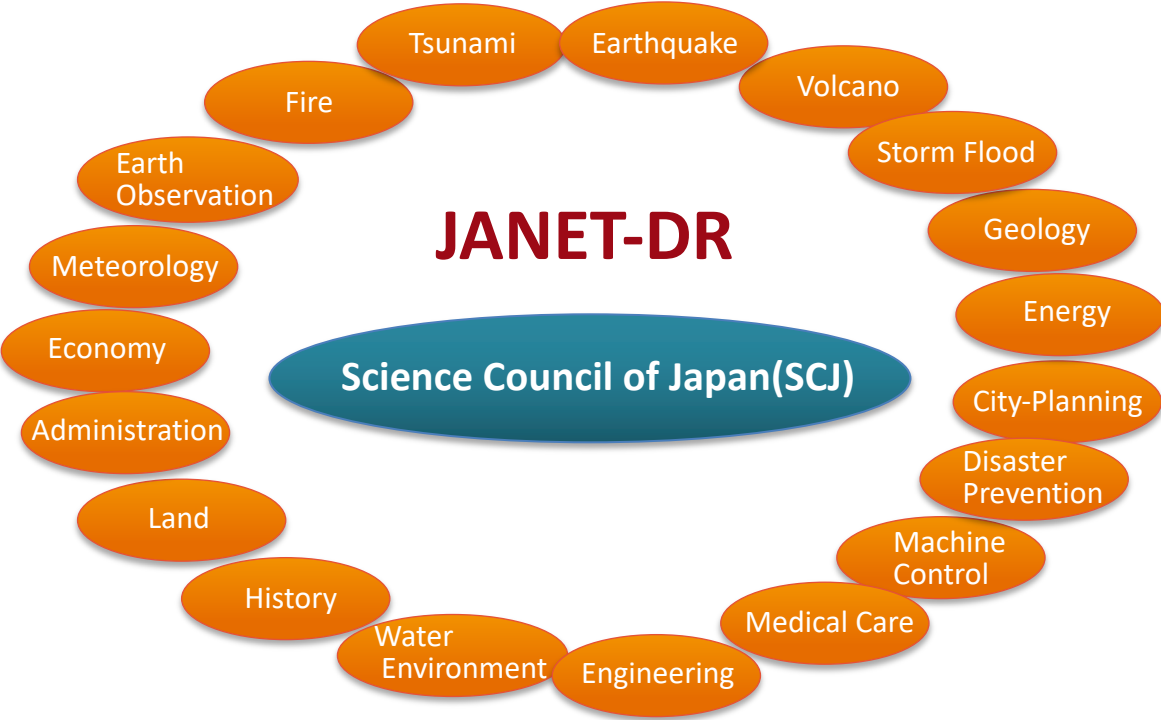 Tsunami
Earthquake
Volcano
Fire
Storm Flood
Earth
Observation
JANET-DR
Geology
Meteorology
Energy
Economy
Science Council of Japan(SCJ)
City-Planning
Administration
Disaster
Prevention
Land
Machine
Control
History
Medical Care
Water
Environment
Engineering